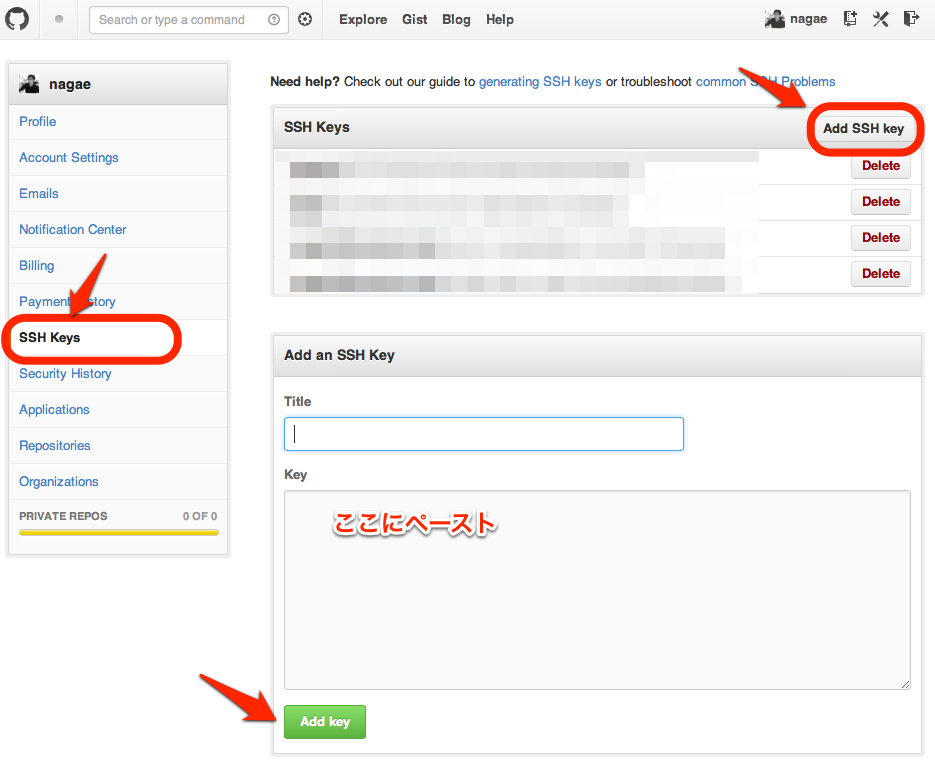 Search or type a command
Explore Gist Blog Help
nagae
nagae
Profile
Account Settings
Emails
Notification Center
Billing
Payment History
SSH Keys
Security History
Applications
Repositories
Organizations
PRIVATE REPOS 0 OF 0
Need help? Check out our guide to generating SSH keys or troubleshoot common SSH Problems
SSH Keys
Add SSH key
Delete
Delete
Delete
Delete
Add an SSH Key
Title
Key
ここにペースト
Add key